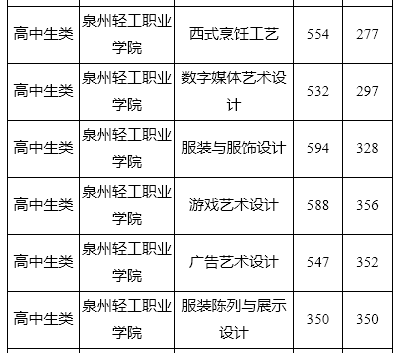 高中生类 泉州轻工职业学院 西式烹饪工艺 554 277
高中生类 泉州轻工职业学院 数字媒体艺术设计 532 297
高中生类 泉州轻工职业学院 服装与服饰设计 594 328
高中生类 泉州轻工职业学院 游戏艺术设计 588 356
高中生类 泉州轻工职业学院 广告艺术设计 547 352
高中生类 泉州轻工职业学院 服装陈列与展示设计 350 350